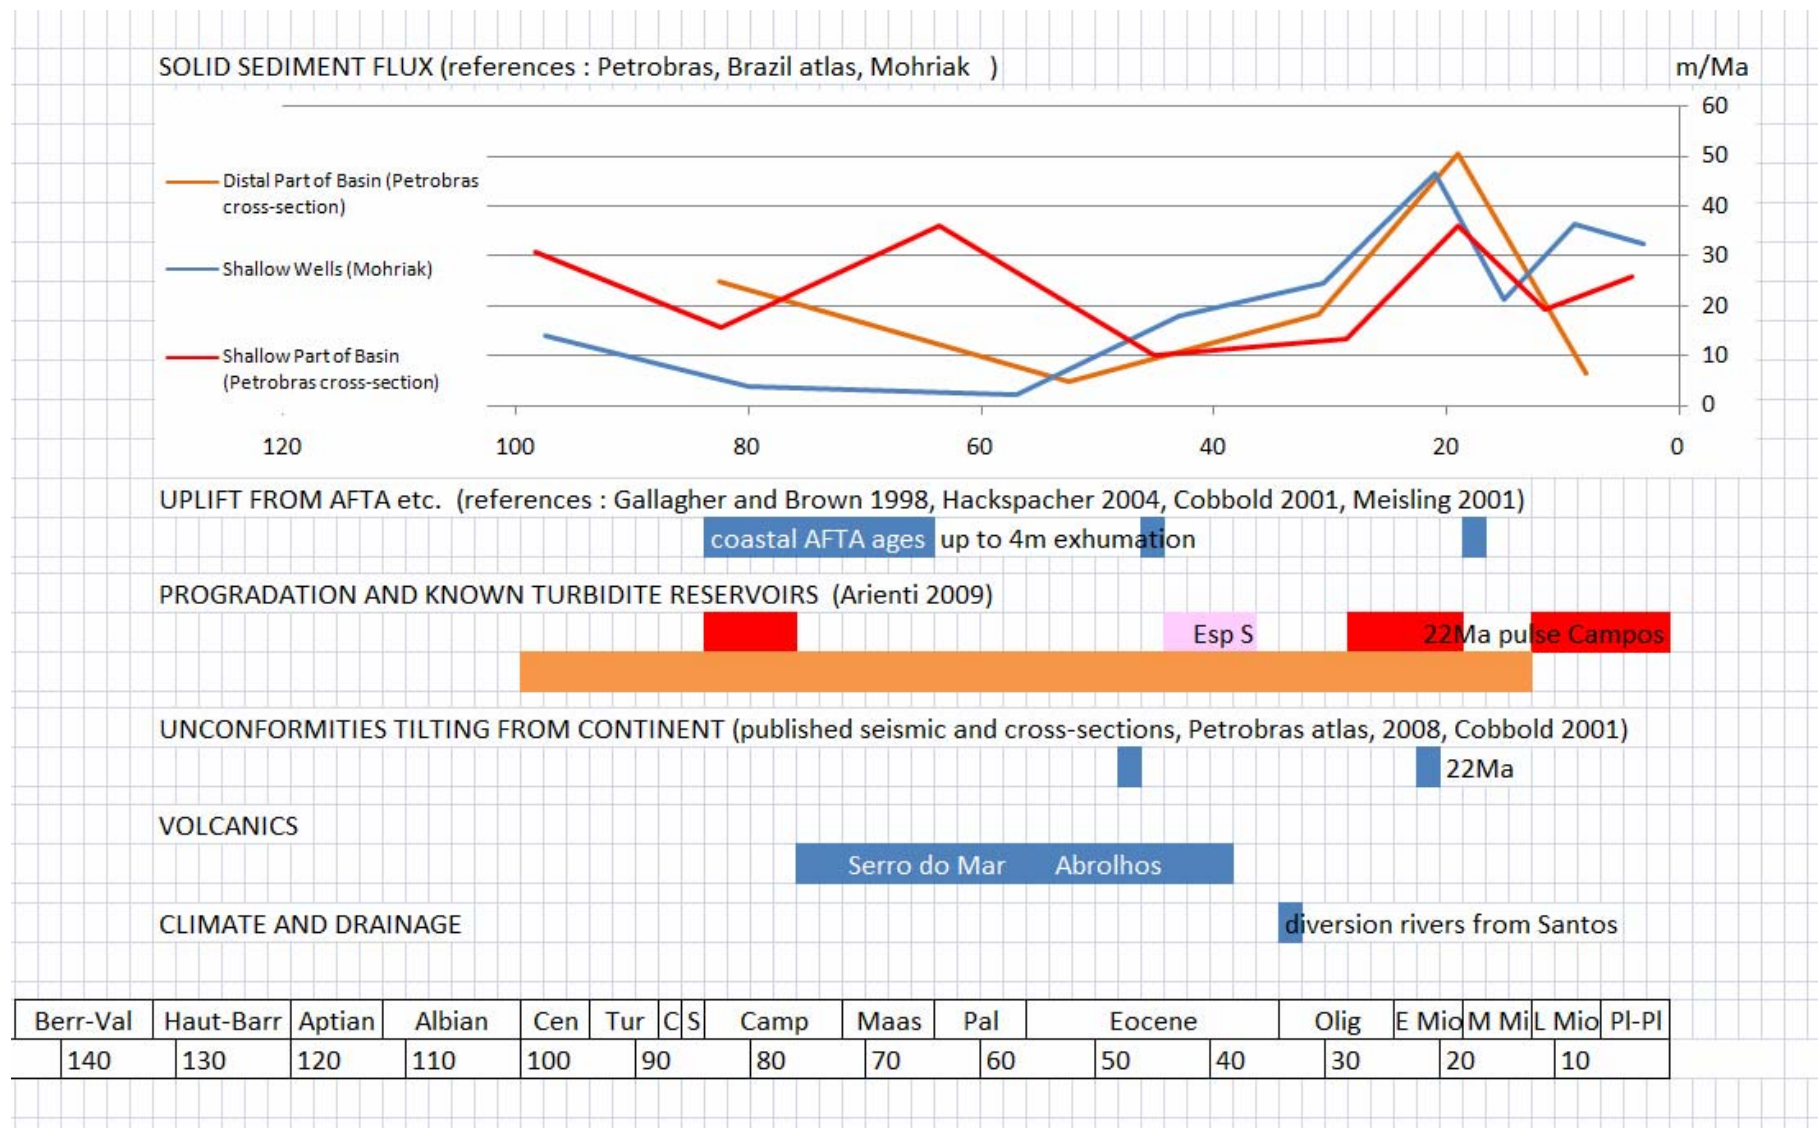 SOLID SEDIMENT FLUX (references : Petrobras, Brazil atlas, Mohriak )
m/Ma
60
50
40
30
20
10
0
Distal Part of Basin (Petrobras
cross-section)
Shallow Wells (Mohriak)
Shallow Part of Basin
(Petrobras cross-section)
120 100 80 60 40 20 0
UPLIFT FROM AFTA etc. (references : Gallagher and Brown 1998, Hackspacher 2004, Cobbold 2001, Meisling 2001)
coastal AFTA ages up to 4m exhumation
PROGRADATION AND KNOWN TURBIDITE RESERVOIRS (Arienti 2009)
Esp S 22Ma pulse Campos
UNCONFORMITIES TILTING FROM CONTINENT (published seismic and cross-sections, Petrobras atlas, 2008, Cobbold 2001)
22Ma
VOLCANICS
Serro do Mar Abrolhos
CLIMATE AND DRAINAGE diversion rivers from Santos
Berr-Val Haut-Barr Aptian Albian Cen Tur C S Camp Maas Pal Eocene Olig E Mio M Mi L Mio Pl-Pl
140 130 120 110 100 90 80 70 60 50 40 30 20 10